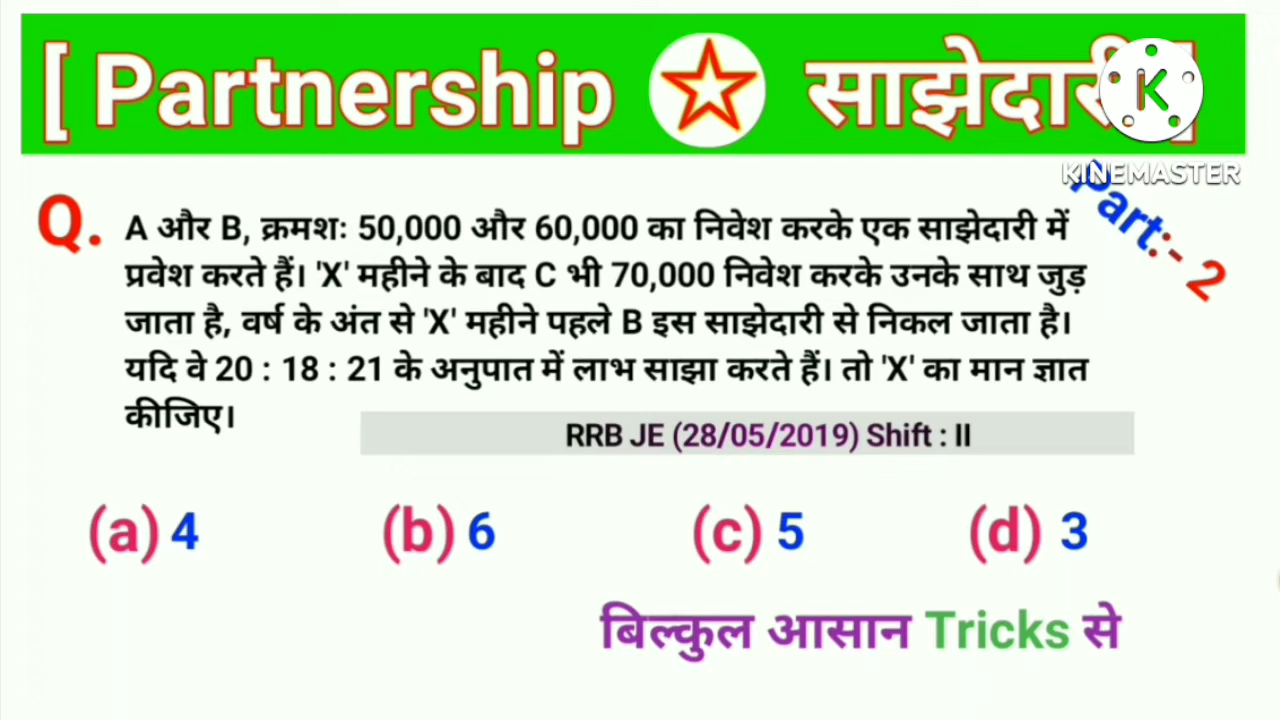 [ Partnership साझेदारी ]
K
KINEMASTER
Part:- 2
Q. A और B, क्रमशः 50,000 और 60,000 का निवेश करके एक साझेदारी में
प्रवेश करते हैं। 'X' महीने के बाद C भी 70,000 निवेश करके उनके साथ जुड़
जाता है, वर्ष के अंत से 'X' महीने पहले B इस साझेदारी से निकल जाता है।
यदि वे 20 : 18 : 21 के अनुपात में लाभ साझा करते हैं। तो 'X' का मान ज्ञात
कीजिए।
RRB JE (28/05/2019) Shift : II
(a) 4 (b) 6 (c) 5 (d) 3
बिल्कुल आसान Tricks से